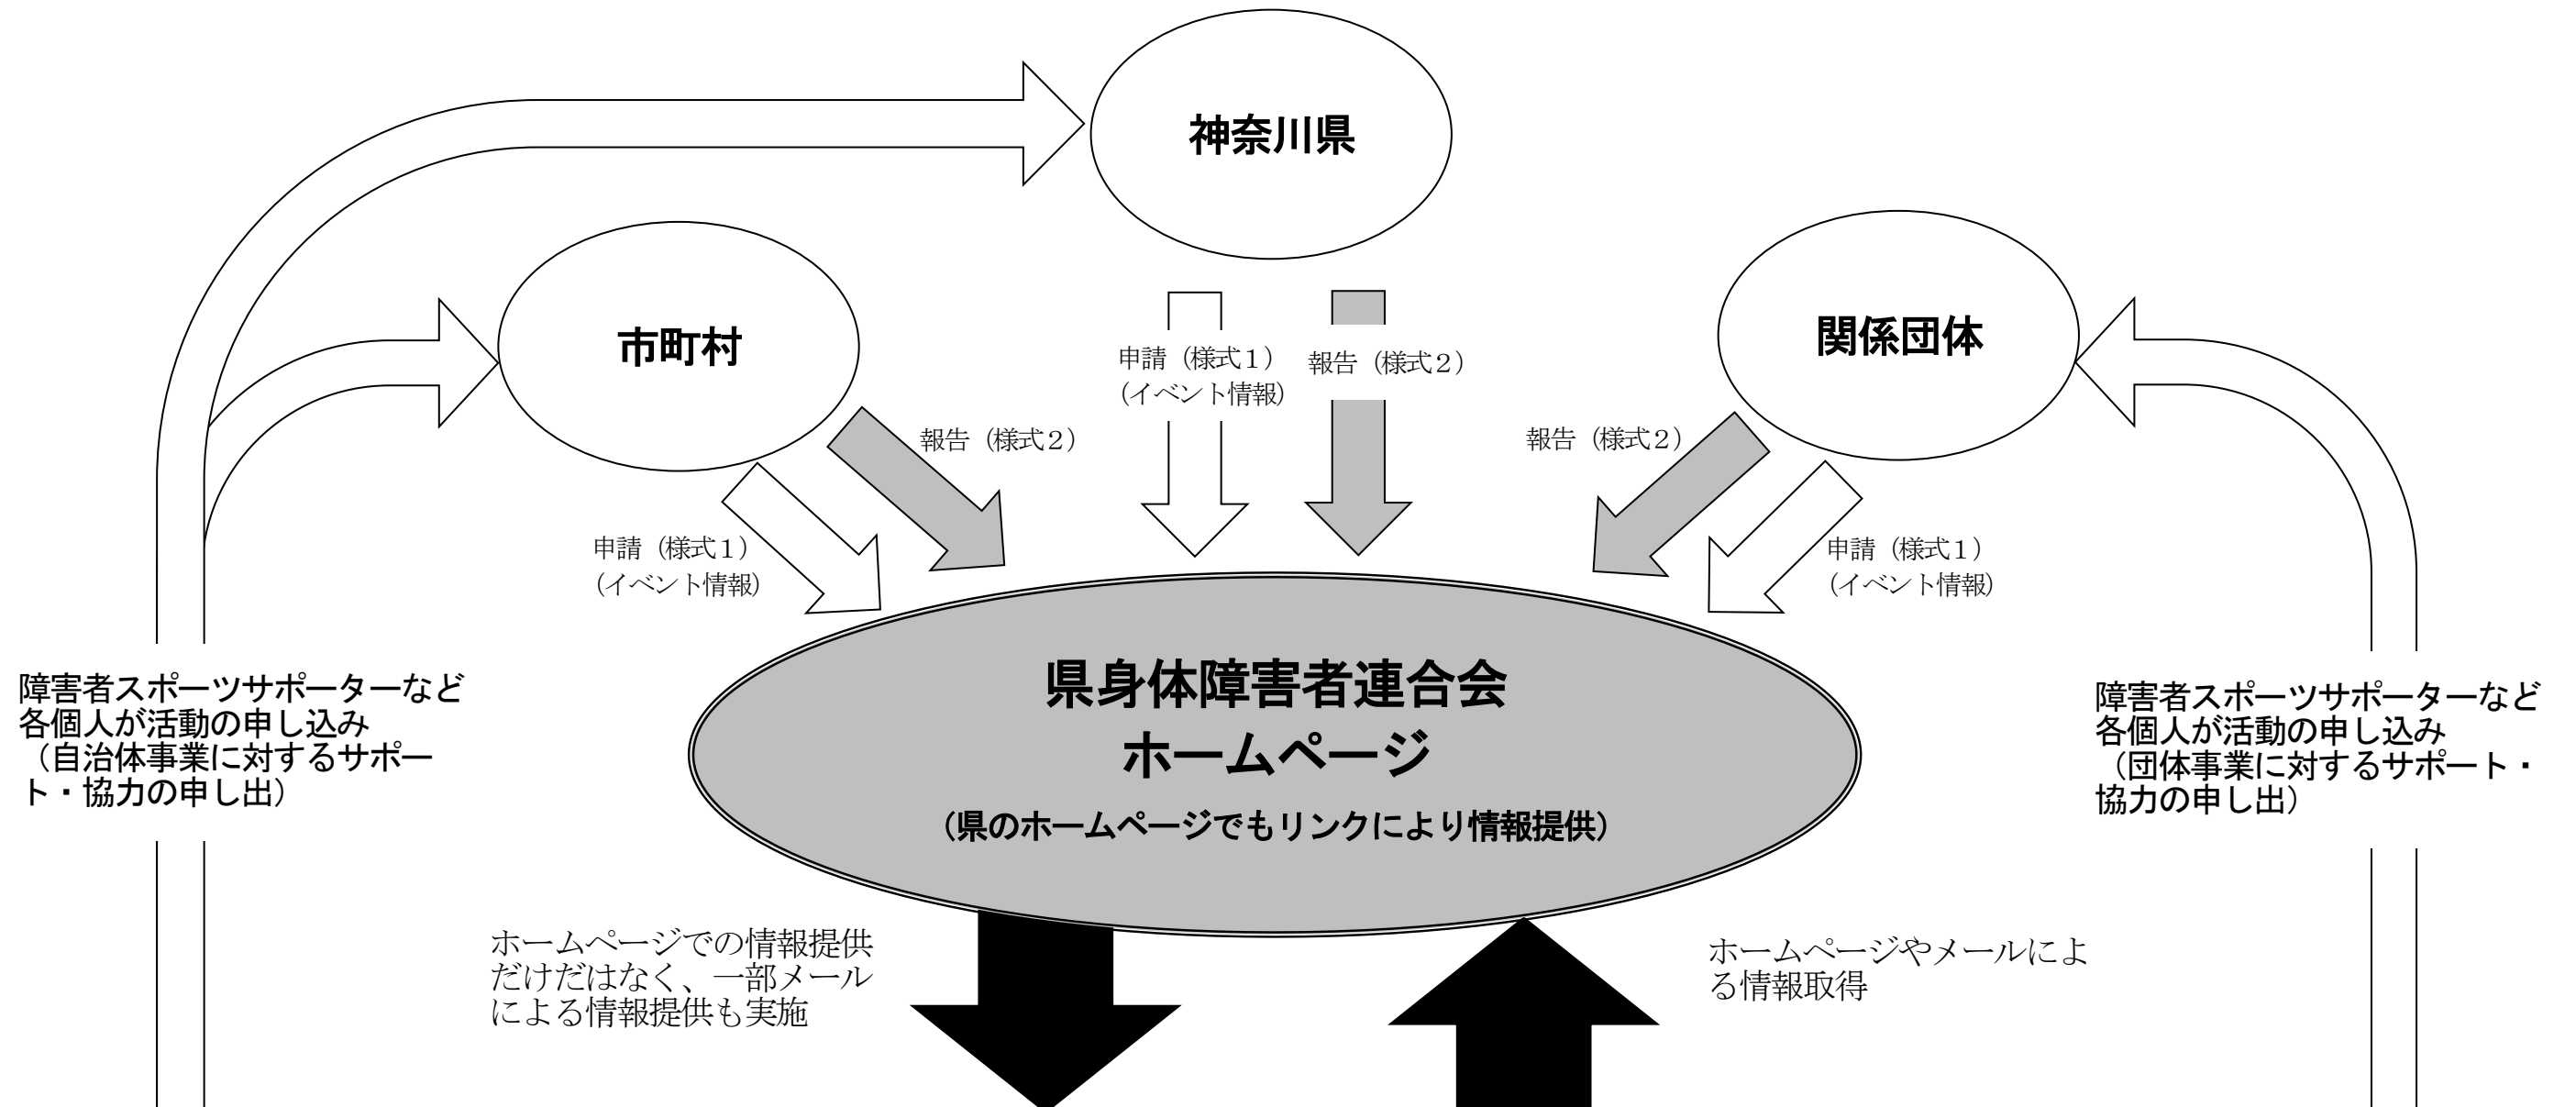 神奈川県
市町村
関係団体
申請（様式１）
（イベント情報）
報告（様式２）
報告（様式２）
報告（様式２）
申請（様式１）
（イベント情報）
申請（様式１）
（イベント情報）
県身体障害者連合会
ホームページ
（県のホームページでもリンクにより情報提供）
障害者スポーツサポーターなど
各個人が活動の申し込み
（自治体事業に対するサポー
ト・協力の申し出）
障害者スポーツサポーターなど
各個人が活動の申し込み
（団体事業に対するサポート・
協力の申し出）
ホームページでの情報提供
だけだはなく、一部メール
による情報提供も実施
ホームページやメールによ
る情報取得